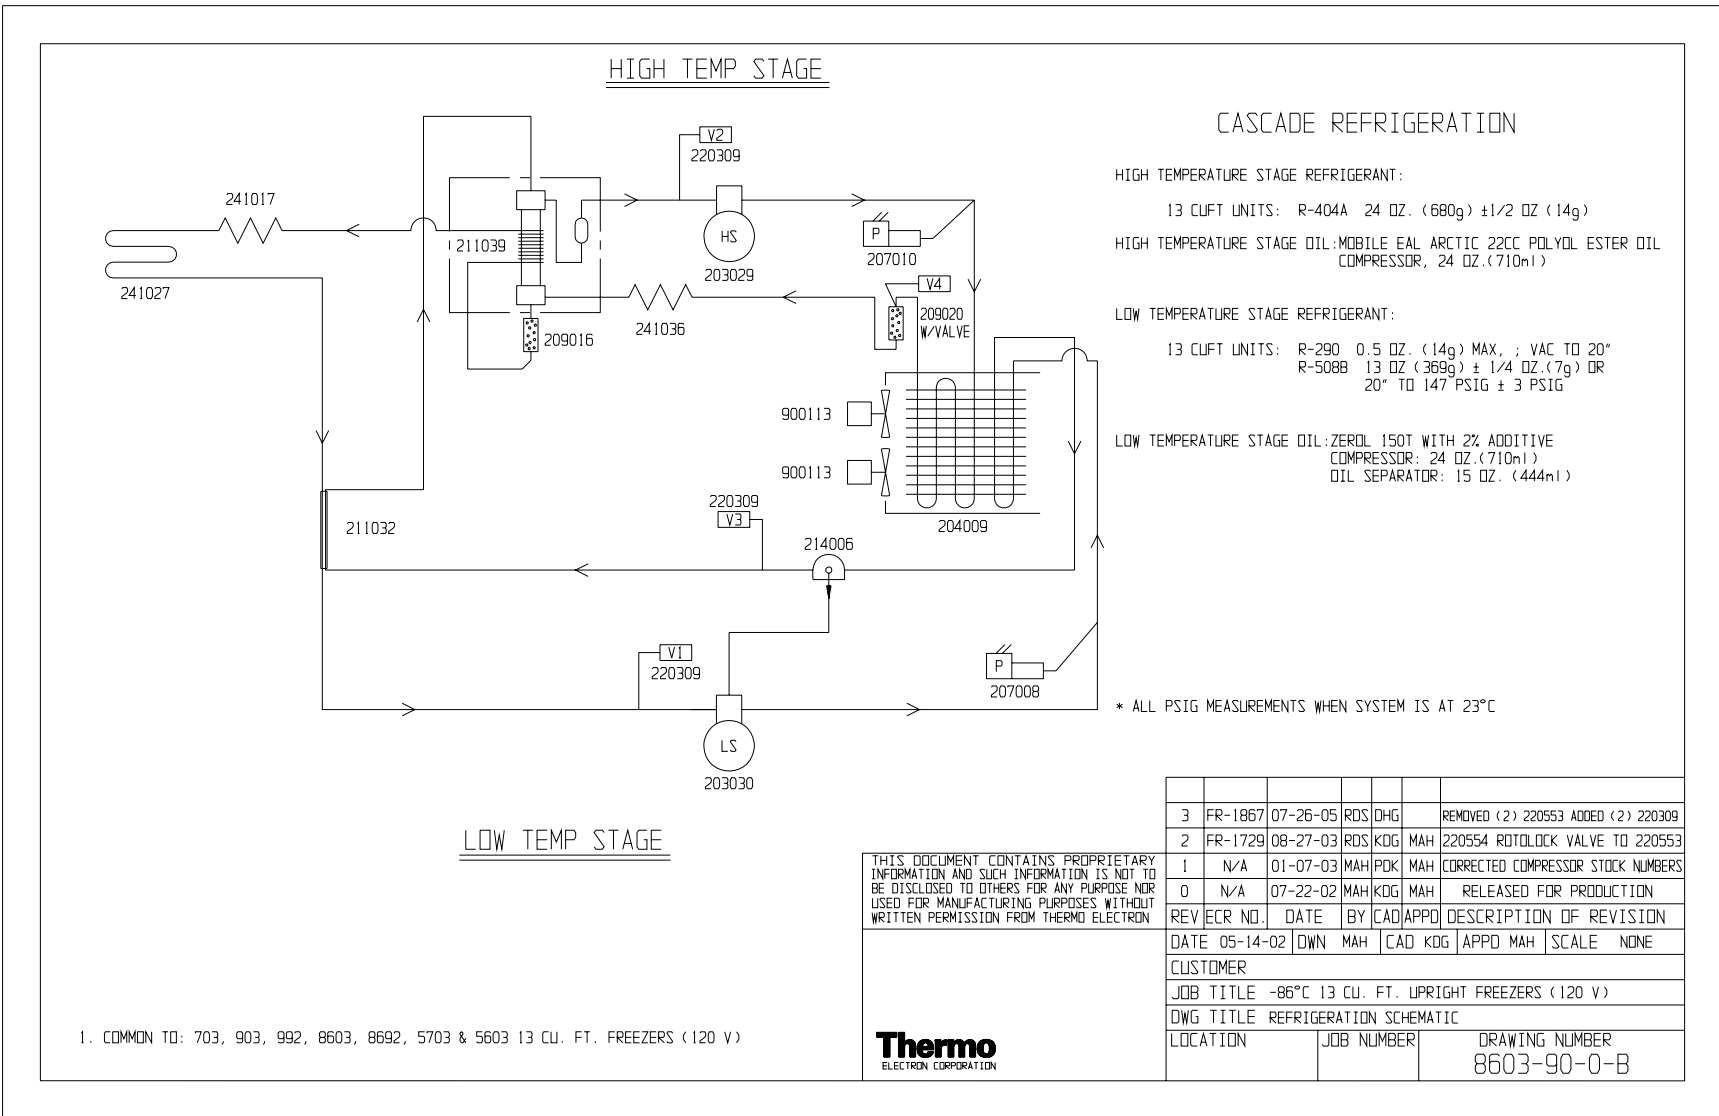 HIGH TEMP STAGE
CASCADE REFRIGERATION
HIGH TEMPERATURE STAGE REFRIGERANT:
13 CUFT UNITS: R-404A 24 OZ. (680g) ±1/2 OZ (14g)
HIGH TEMPERATURE STAGE OIL:MOBILE EAL ARCTIC 22CC POLYOL ESTER OIL
COMPRESSOR, 24 OZ.(710ml)
LOW TEMPERATURE STAGE REFRIGERANT:
13 CUFT UNITS: R-290 0.5 OZ. (14g) MAX, ; VAC TO 20"
R-508B 13 OZ (369g) ± 1/4 OZ.(7g) OR
20" TO 147 PSIG ± 3 PSIG
LOW TEMPERATURE STAGE OIL:ZEROL 150T WITH 2% ADDITIVE
COMPRESSOR: 24 OZ.(710ml)
OIL SEPARATOR: 15 OZ. (444ml)
* ALL PSIG MEASUREMENTS WHEN SYSTEM IS AT 23°C
V2
220309
241017
211039
HS
203029
P
207010
241027
V4
209020
W/VALVE
241036
209016
900113
900113
204009
220309
V3
211032
214006
V1
220309
P
207008
LS
203030
LOW TEMP STAGE
1. COMMON TO: 703, 903, 992, 8603, 8692, 5703 & 5603 13 CU. FT. FREEZERS (120 V)
THIS DOCUMENT CONTAINS PROPRIETARY
INFORMATION AND SUCH INFORMATION IS NOT TO
BE DISCLOSED TO OTHERS FOR ANY PURPOSE NOR
USED FOR MANUFACTURING PURPOSES WITHOUT
WRITTEN PERMISSION FROM THERMO ELECTRON
Thermo
ELECTRON CORPORATION
3 FR-1867 07-26-05 RDS DHG REMOVED (2) 220553 ADDED (2) 220309
2 FR-1729 08-27-03 RDS KDG MAH 220554 ROTOLOCK VALVE TO 220553
1 N/A 01-07-03 MAH PDK MAH CORRECTED COMPRESSOR STOCK NUMBERS
0 N/A 07-22-02 MAH KDG MAH RELEASED FOR PRODUCTION
REV ECR NO. DATE BY CAD APPD DESCRIPTION OF REVISION
DATE 05-14-02 DWN MAH CAD KDG APPD MAH SCALE NONE
CUSTOMER
JOB TITLE -86°C 13 CU. FT. UPRIGHT FREEZERS (120 V)
DWG TITLE REFRIGERATION SCHEMATIC
LOCATION JOB NUMBER DRAWING NUMBER
8603-90-0-B